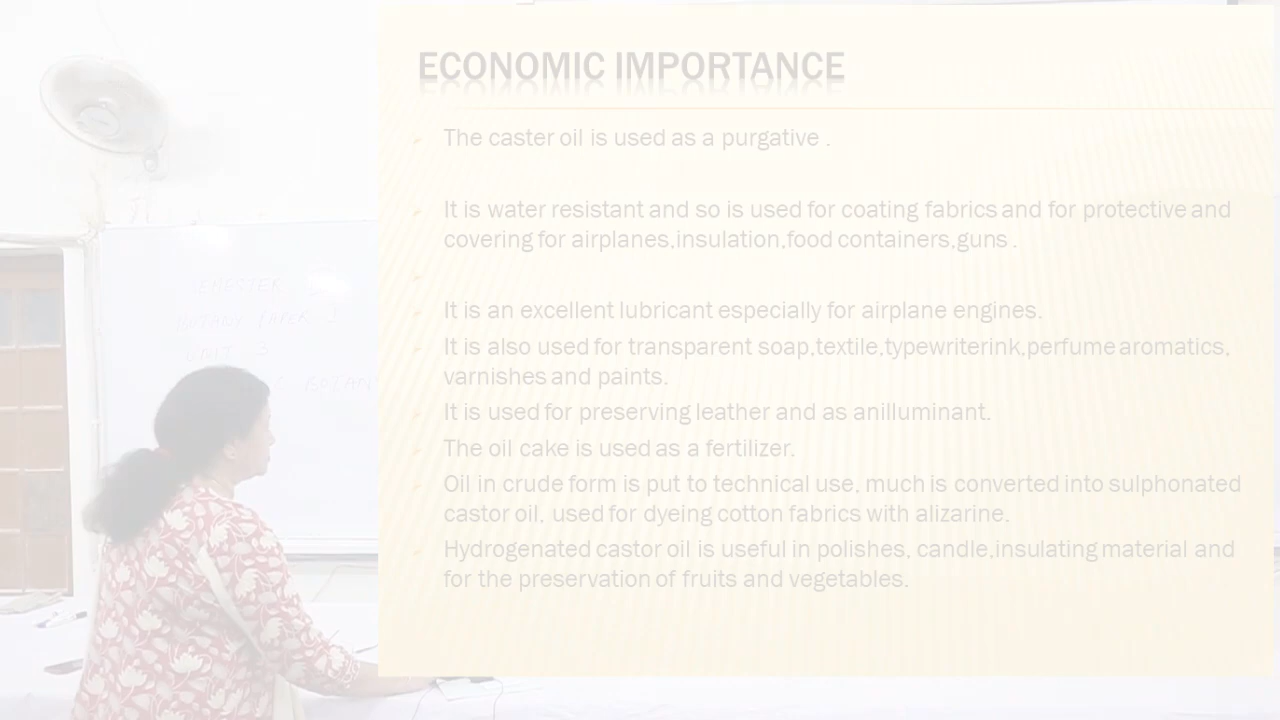 ECONOMIC IMPORTANCE
The caster oil is used as a purgative .
It is water resistant and so is used for coating fabrics and for protective and
covering for airplanes,insulation,food containers,guns .
It is an excellent lubricant especially for airplane engines.
It is also used for transparent soap,textile,typewriterink,perfume aromatics,
varnishes and paints.
It is used for preserving leather and as anilluminant.
The oil cake is used as a fertilizer.
Oil in crude form is put to technical use, much is converted into sulphonated
castor oil, used for dyeing cotton fabrics with alizarine.
Hydrogenated castor oil is useful in polishes, candle,insulating material and
for the preservation of fruits and vegetables.
SEMESTER
BOTANY PAPER
UNIT
BOTAN